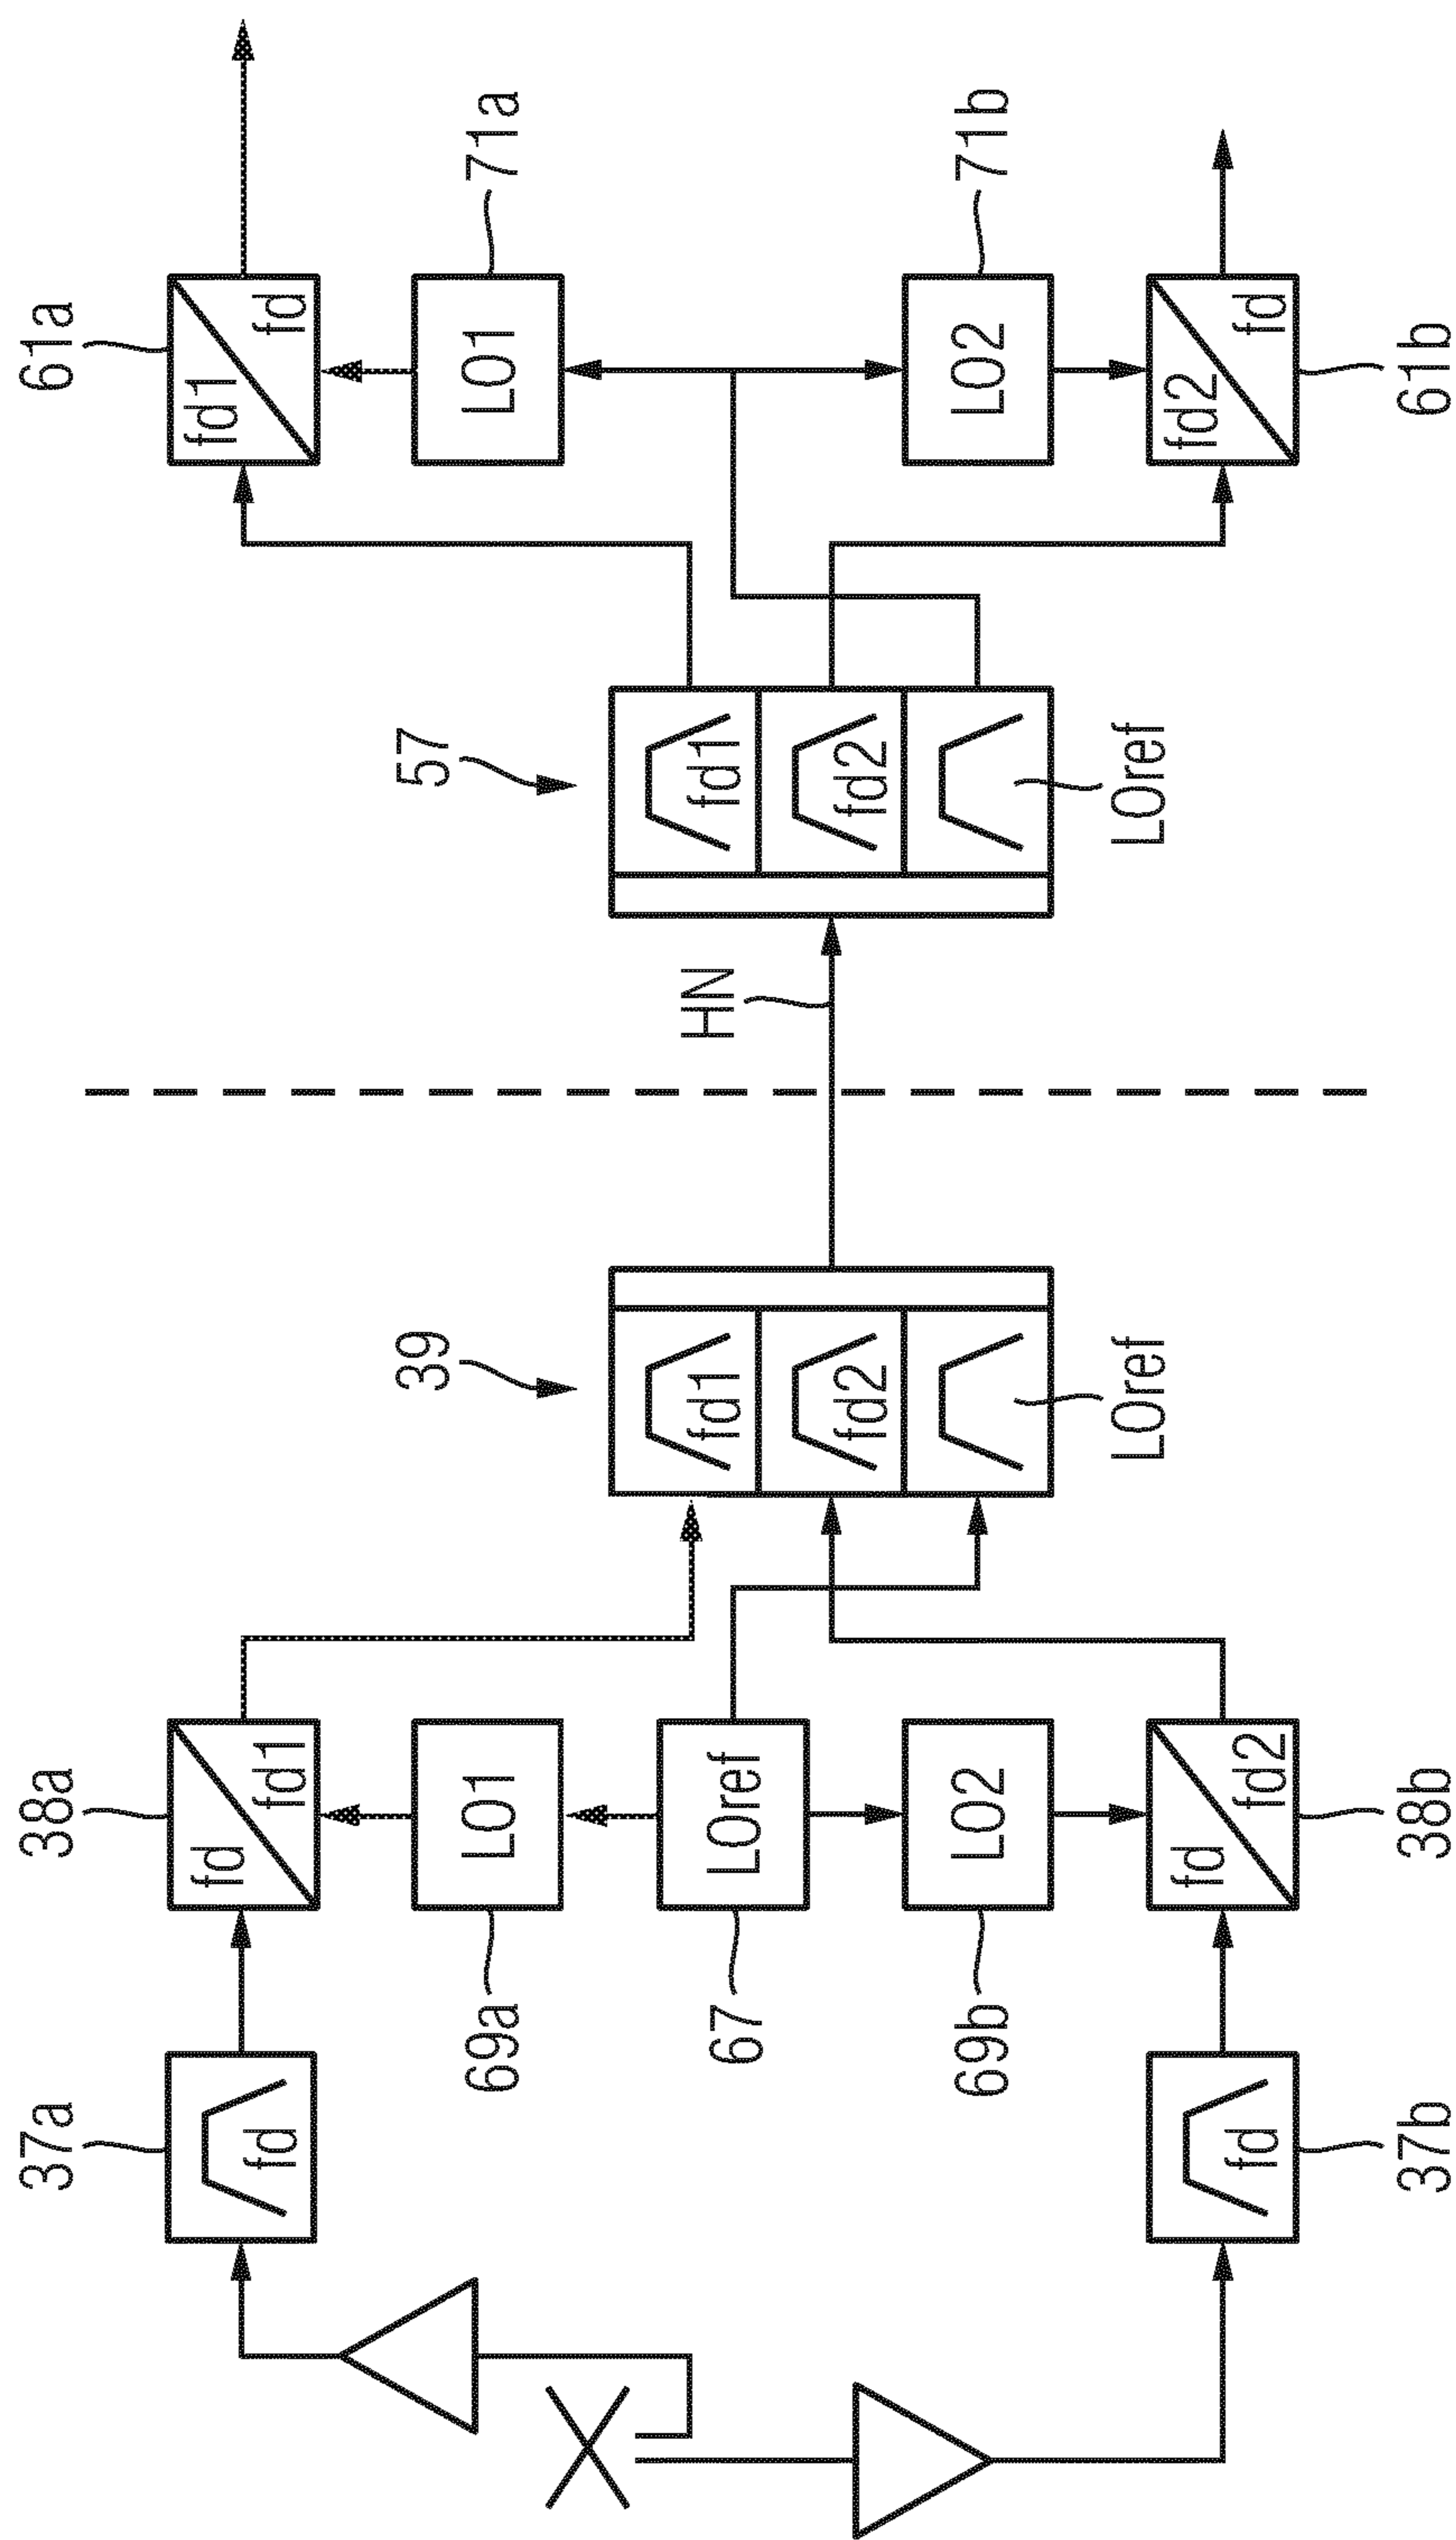 37a
fd
38a
fd
fd1
69a
LO1
67
LOref
69b
LO2
37b
fd
38b
fd
fd2
39
fd1
fd2
LOref
HN
57
fd1
fd2
LOref
61a
fd1
fd
71a
LO1
71b
LO2
61b
fd2
fd